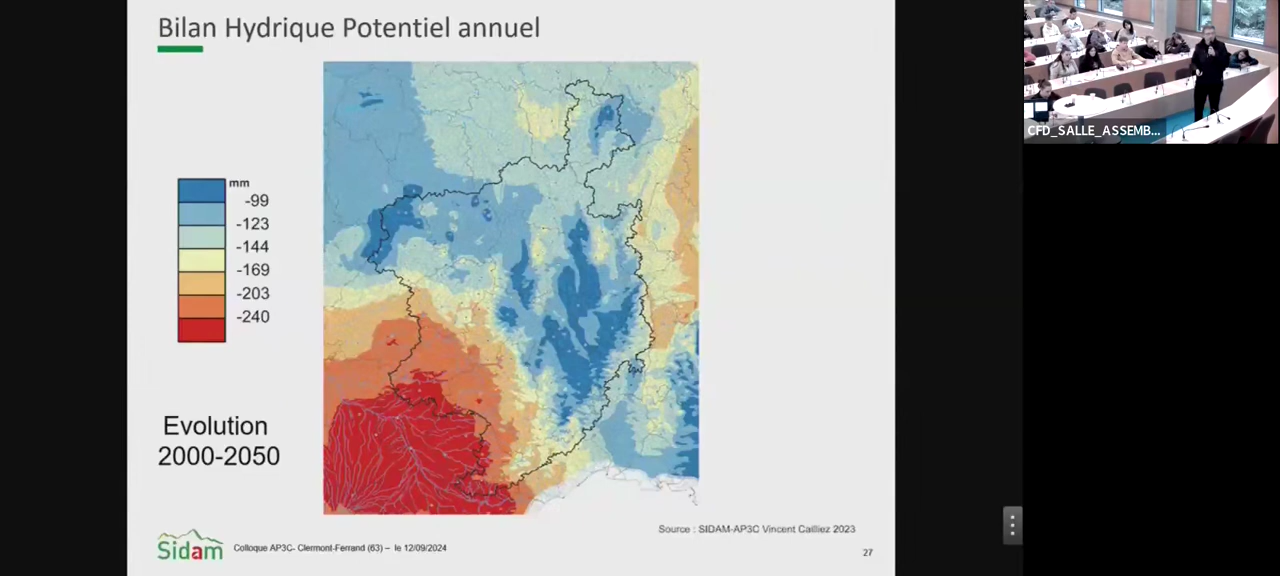 Bilan Hydrique Potentiel annuel
mm
-99
-123
-144
-169
-203
-240
Evolution
2000-2050
Source : SIDAM-AP3C Vincent Cailliez 2023
Sidam
Colloque AP3C- Clermont-Ferrand (63) – le 12/09/2024
27
CFD_SALLE_ASSEMB...